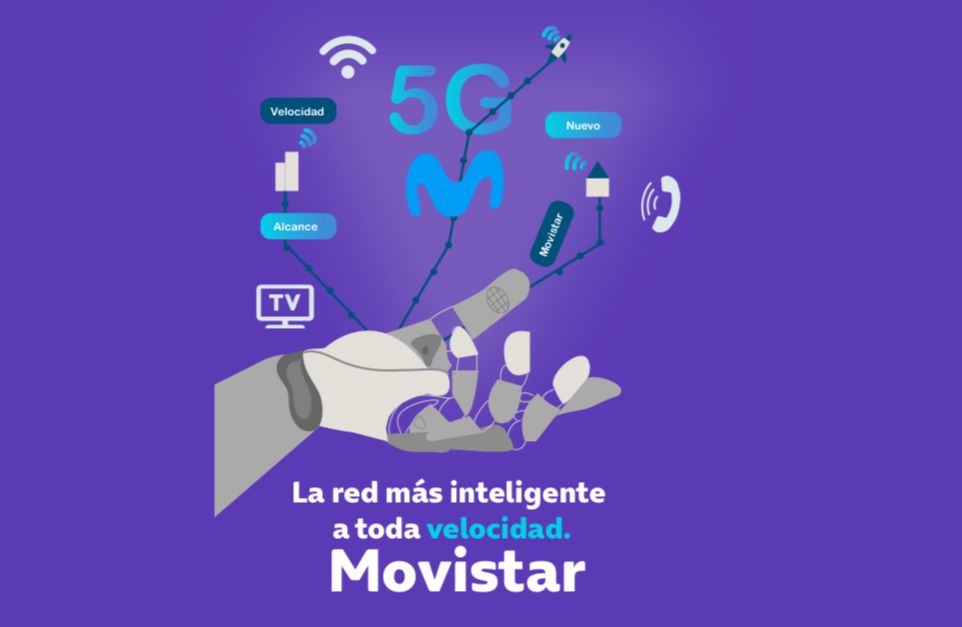 5G
Velocidad
Nuevo
Alcance
Movistar
TV
La red más inteligente
a toda velocidad.
Movistar